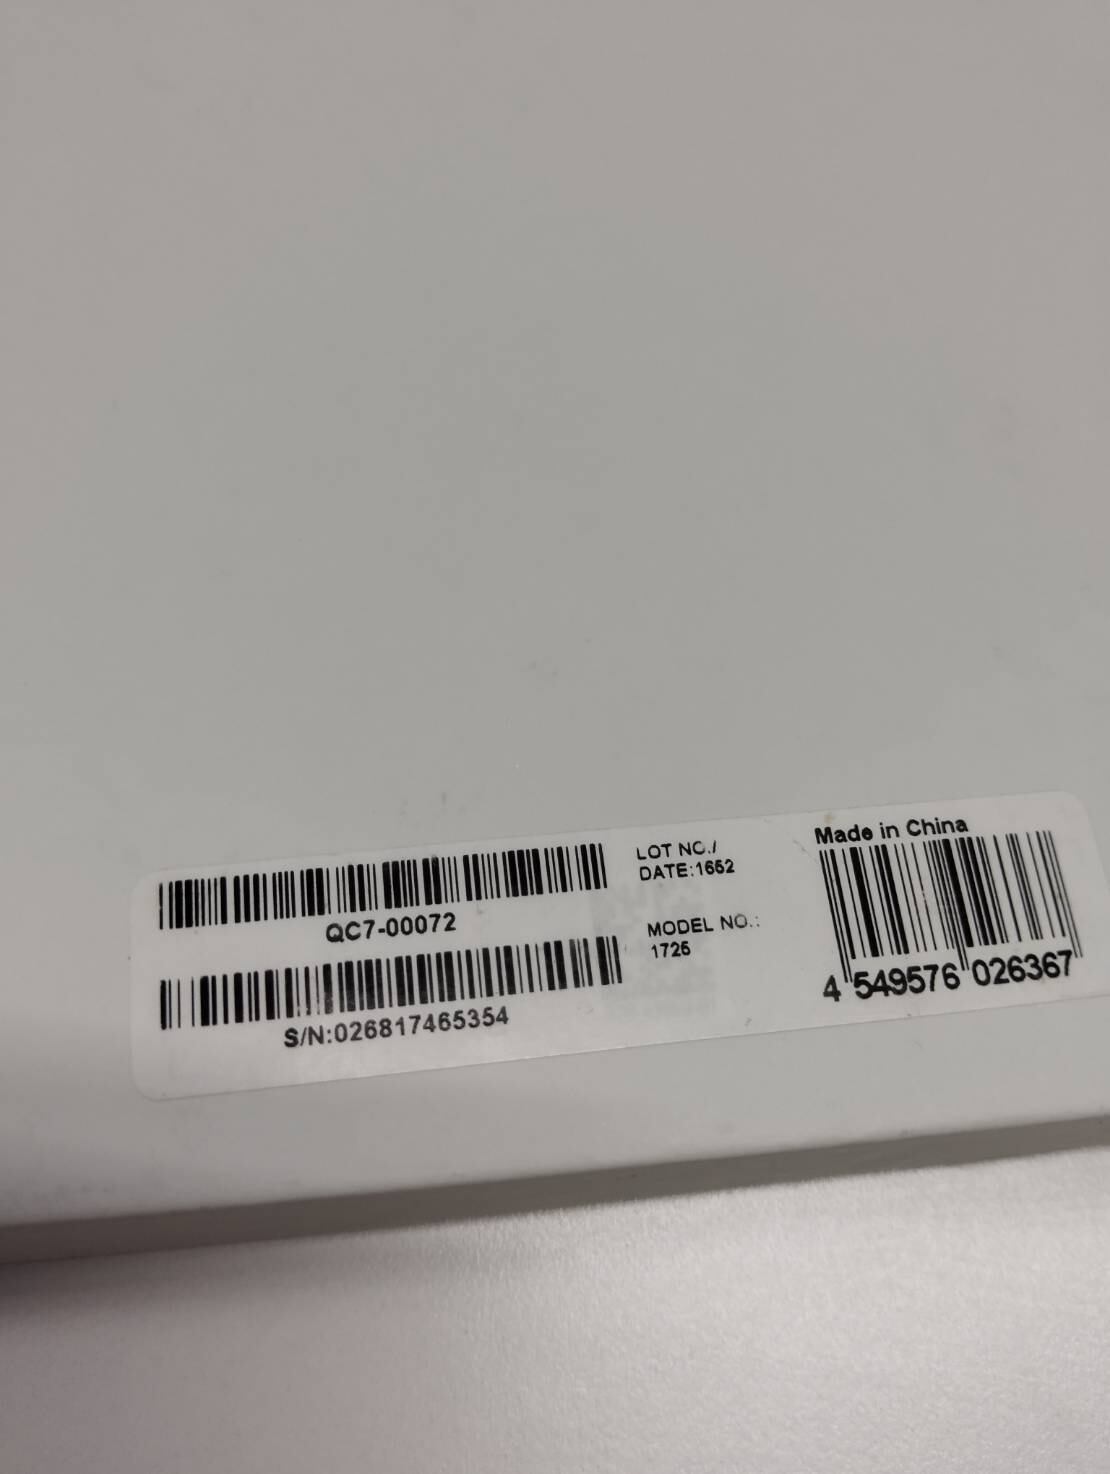 QC7-00072
S/N:026817465354
LOT NO./
DATE:1652
MODEL NO.:
1725
Made in China
4 549576 026367